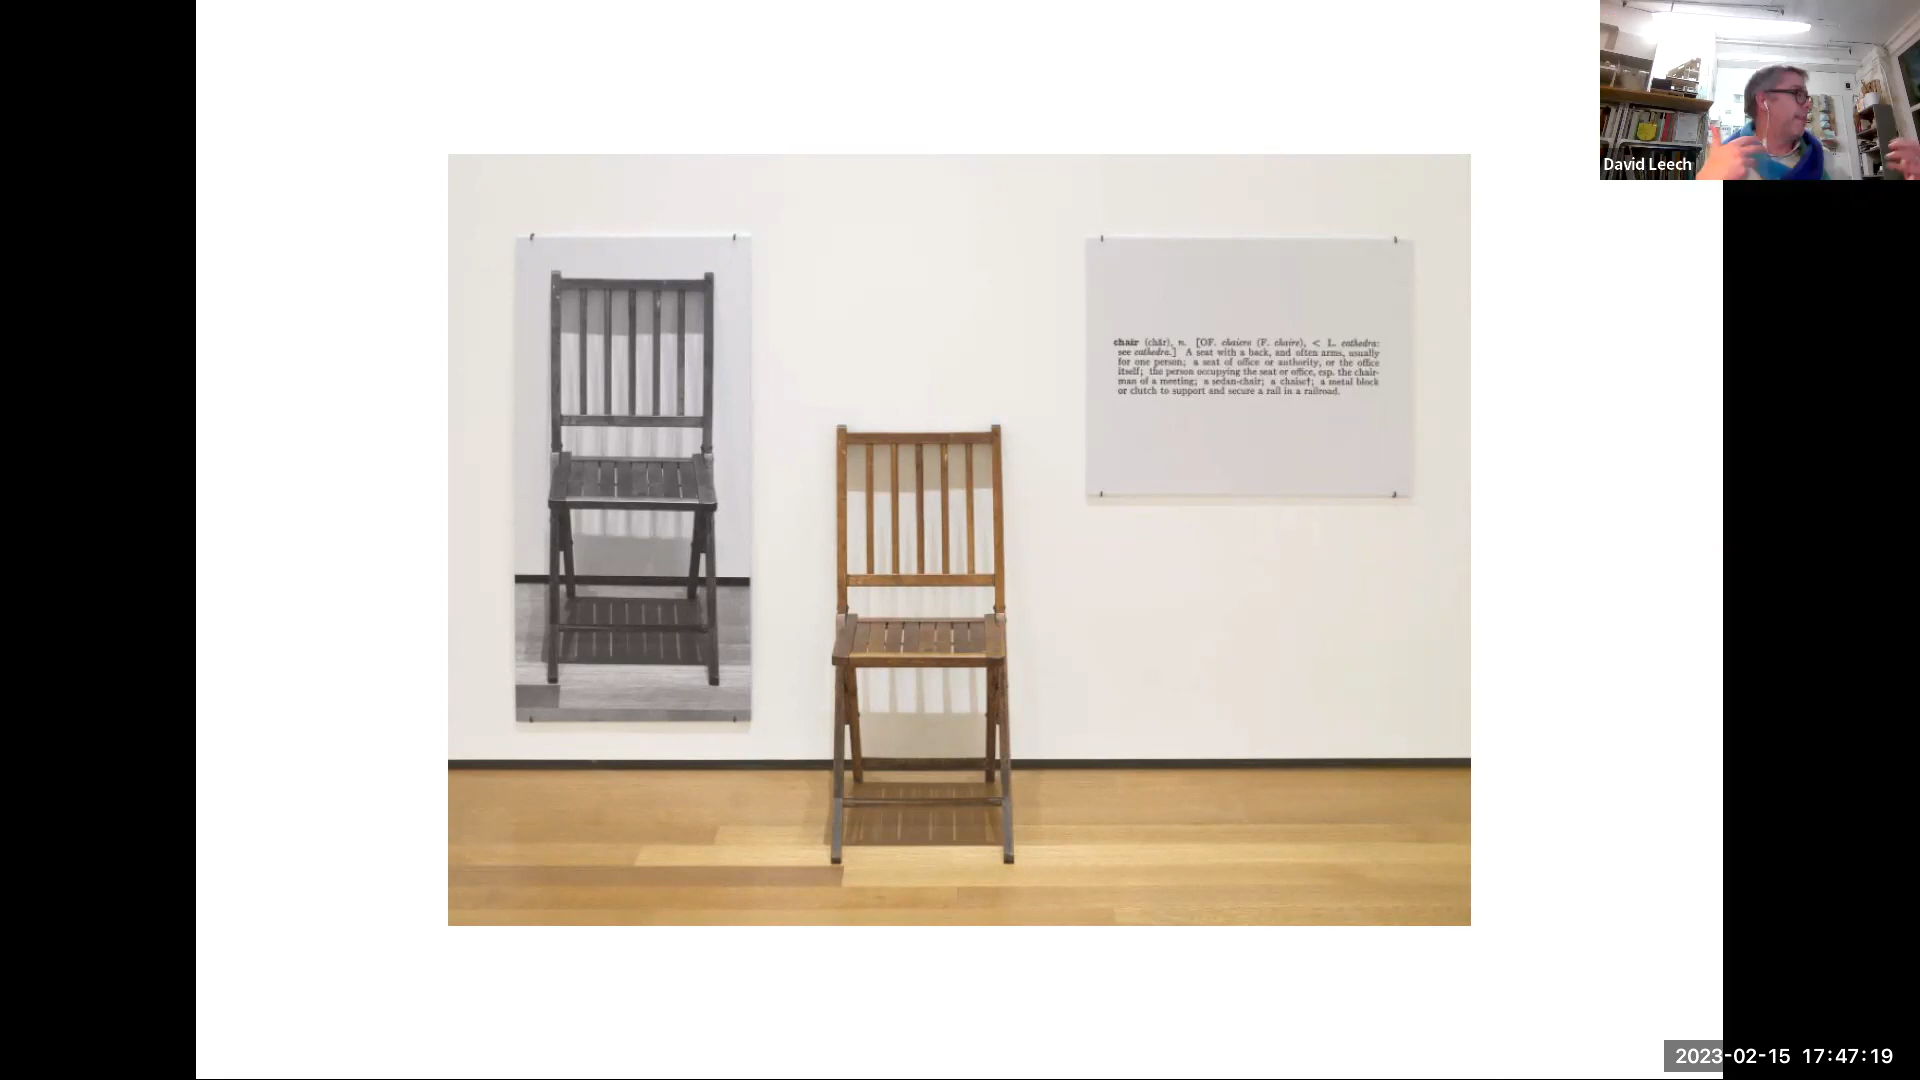 David Leech
chair (chār), n. [OF. chaiere (F. chaire), < L. cathedra:
see cathedra.] A seat with a back, and often arms, usually
for one person; a seat of office or authority, or the office
itself; the person occupying the seat or office, esp. the chair-
man of a meeting; a sedan-chair; a chaise†; a metal block
or clutch to support and secure a rail in a railroad.
2023-02-15 17:47:19